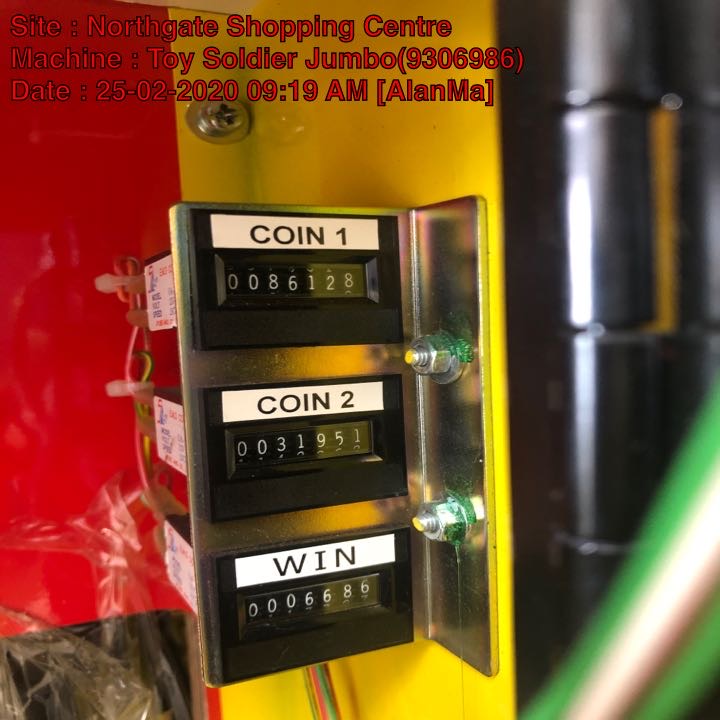 Site : Northgate Shopping Centre
Machine : Toy Soldier Jumbo(9306986)
Date : 25-02-2020 09:19 AM [AlanMa]
COIN 1
0086128
COIN 2
0031951
WIN
0006686